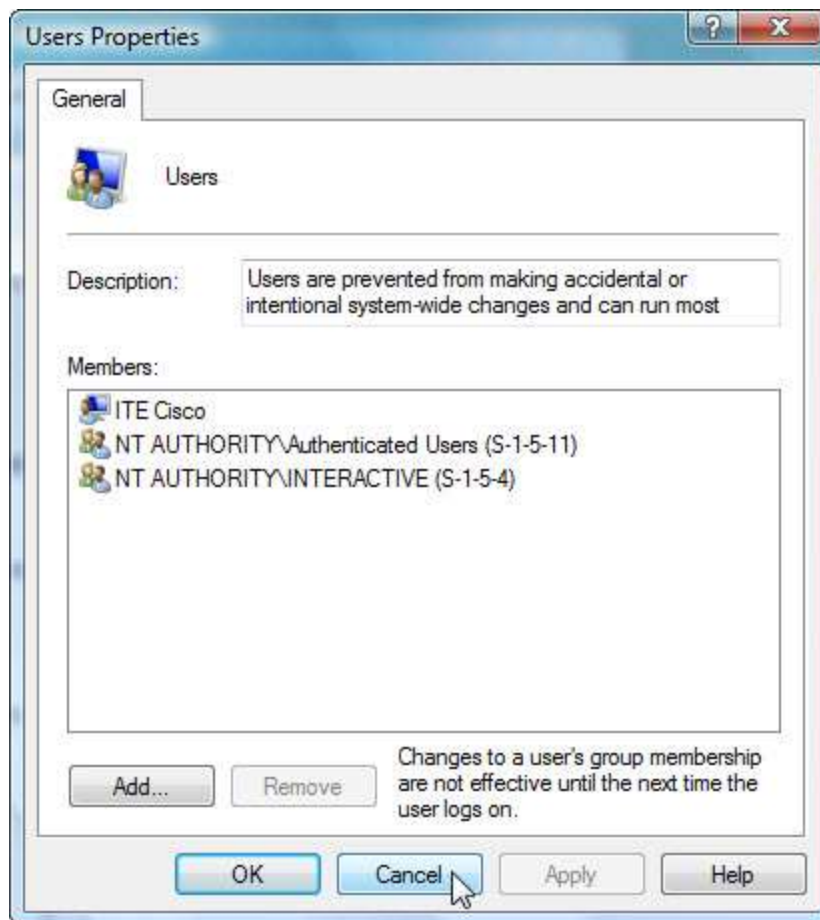 Users Properties
General
Users
Description:
Users are prevented from making accidental or
intentional system-wide changes and can run most
Members:
ITE Cisco
NT AUTHORITY\Authenticated Users (S-1-5-11)
NT AUTHORITY\INTERACTIVE (S-1-5-4)
Add...
Remove
Changes to a user's group membership
are not effective until the next time the
user logs on.
OK
Cancel
Apply
Help